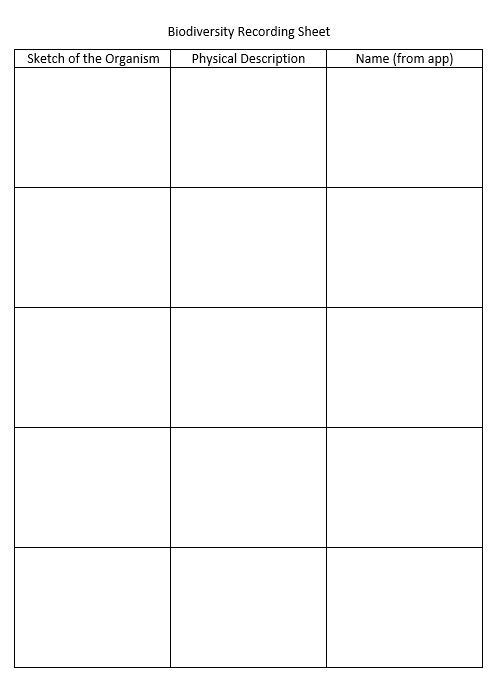 Biodiversity Recording Sheet
Sketch of the Organism Physical Description Name (from app)